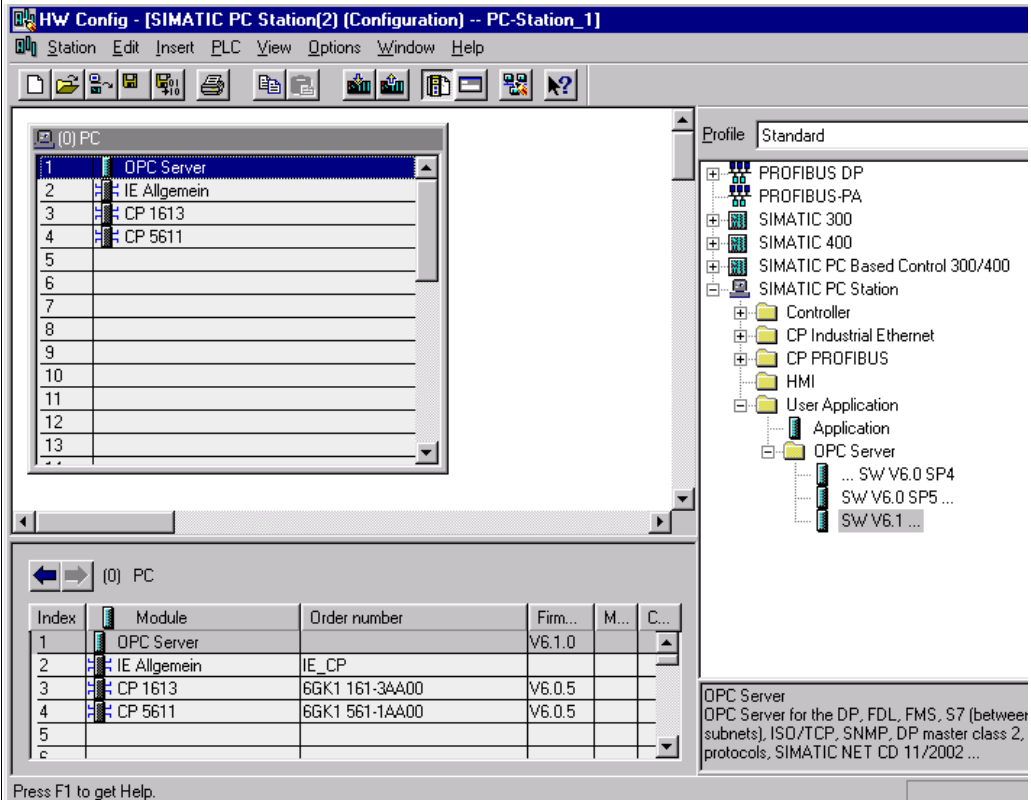 HW Config - [SIMATIC PC Station(2) (Configuration) -- PC-Station_1]
Station Edit Insert PLC View Options Window Help
(0) PC
1 OPC Server
2 IE Allgemein
3 CP 1613
4 CP 5611
5
6
7
8
9
10
11
12
13
Profile Standard
PROFIBUS DP
PROFIBUS-PA
SIMATIC 300
SIMATIC 400
SIMATIC PC Based Control 300/400
SIMATIC PC Station
Controller
CP Industrial Ethernet
CP PROFIBUS
HMI
User Application
Application
OPC Server
... SW V6.0 SP4
SW V6.0 SP5 ...
SW V6.1 ...
(0) PC
Index Module Order number Firm... M... C...
1 OPC Server V6.1.0
2 IE Allgemein IE_CP
3 CP 1613 6GK1 161-3AA00 V6.0.5
4 CP 5611 6GK1 561-1AA00 V6.0.5
5
OPC Server
OPC Server for the DP, FDL, FMS, S7 (between
subnets), ISO/TCP, SNMP, DP master class 2,
protocols, SIMATIC NET CD 11/2002 ...
Press F1 to get Help.